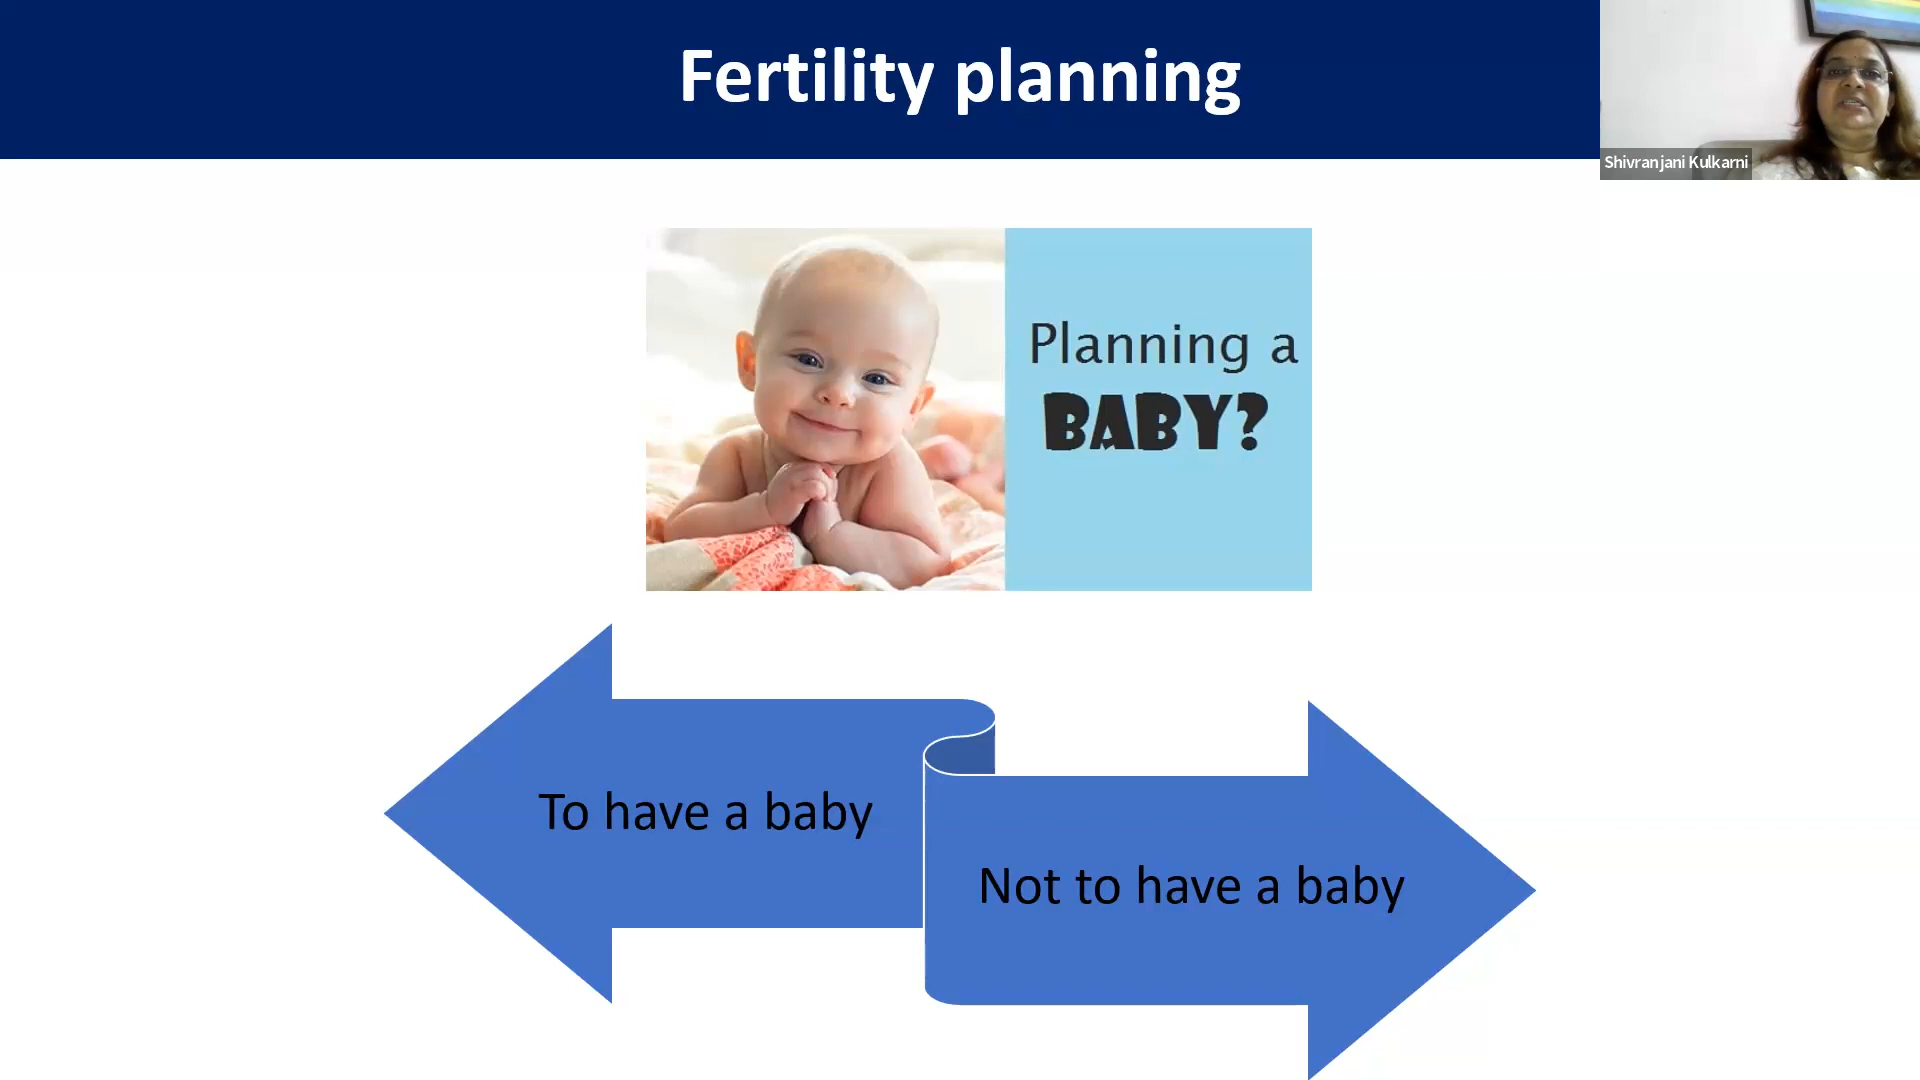 Fertility planning
Shivranjani Kulkarni
Planning a
BABY?
To have a baby
Not to have a baby